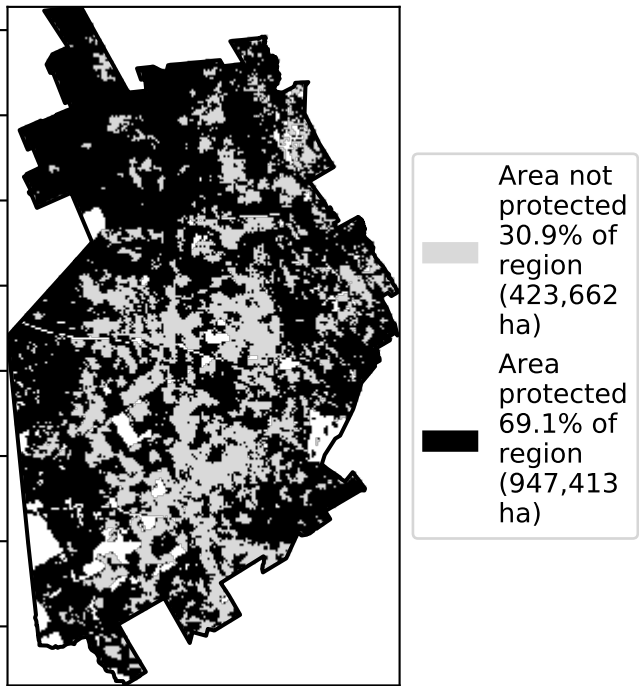 Area not
protected
30.9% of
region
(423,662
ha)
Area
protected
69.1% of
region
(947,413
ha)